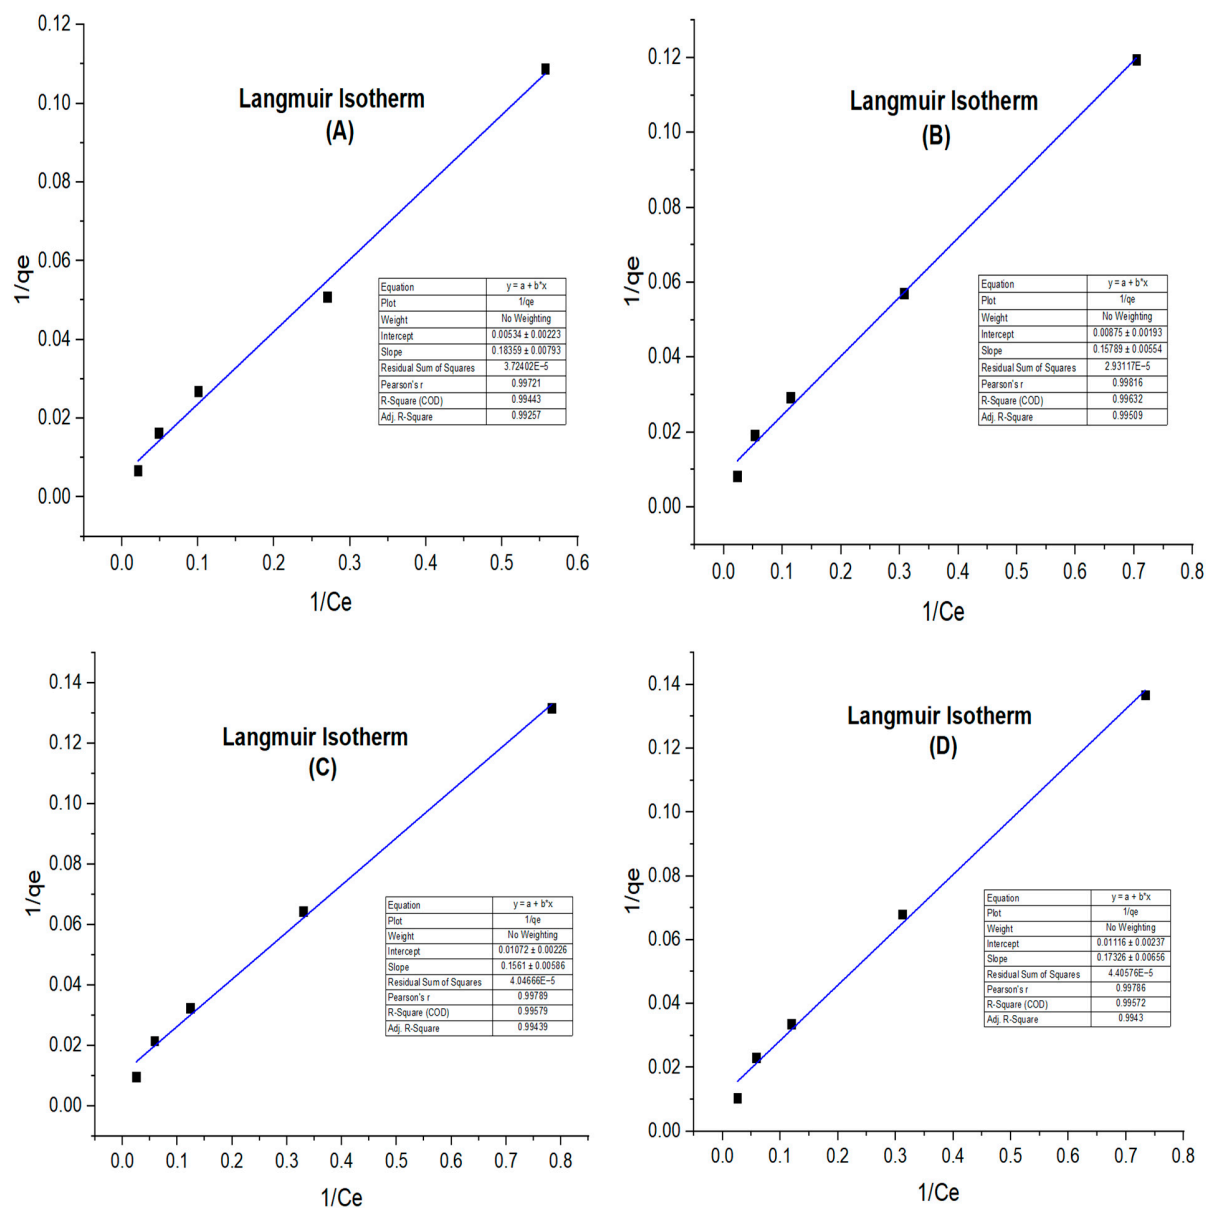 Langmuir Isotherm
(A)
1/qe
0.12
0.10
0.08
0.06
0.04
0.02
0.00
Equation y = a + b*x
Plot 1/qe
Weight No Weighting
Intercept 0.00534 ± 0.00223
Slope 0.18359 ± 0.00793
Residual Sum of Squares 3.72402E−5
Pearson's r 0.99721
R-Square (COD) 0.99443
Adj. R-Square 0.99257
0.0 0.1 0.2 0.3 0.4 0.5 0.6
1/Ce
Langmuir Isotherm
(B)
1/qe
0.12
0.10
0.08
0.06
0.04
0.02
0.00
Equation y = a + b*x
Plot 1/qe
Weight No Weighting
Intercept 0.00875 ± 0.00193
Slope 0.15789 ± 0.00554
Residual Sum of Squares 2.93117E−5
Pearson's r 0.99816
R-Square (COD) 0.99632
Adj. R-Square 0.99509
0.0 0.1 0.2 0.3 0.4 0.5 0.6 0.7 0.8
1/Ce
Langmuir Isotherm
(C)
1/qe
0.14
0.12
0.10
0.08
0.06
0.04
0.02
0.00
Equation y = a + b*x
Plot 1/qe
Weight No Weighting
Intercept 0.01072 ± 0.00226
Slope 0.1561 ± 0.00586
Residual Sum of Squares 4.04666E−5
Pearson's r 0.99789
R-Square (COD) 0.99579
Adj. R-Square 0.99439
0.0 0.1 0.2 0.3 0.4 0.5 0.6 0.7 0.8
1/Ce
Langmuir Isotherm
(D)
1/qe
0.14
0.12
0.10
0.08
0.06
0.04
0.02
0.00
Equation y = a + b*x
Plot 1/qe
Weight No Weighting
Intercept 0.01116 ± 0.00237
Slope 0.17326 ± 0.00656
Residual Sum of Squares 4.40576E−5
Pearson's r 0.99786
R-Square (COD) 0.99572
Adj. R-Square 0.9943
0.0 0.1 0.2 0.3 0.4 0.5 0.6 0.7 0.8
1/Ce